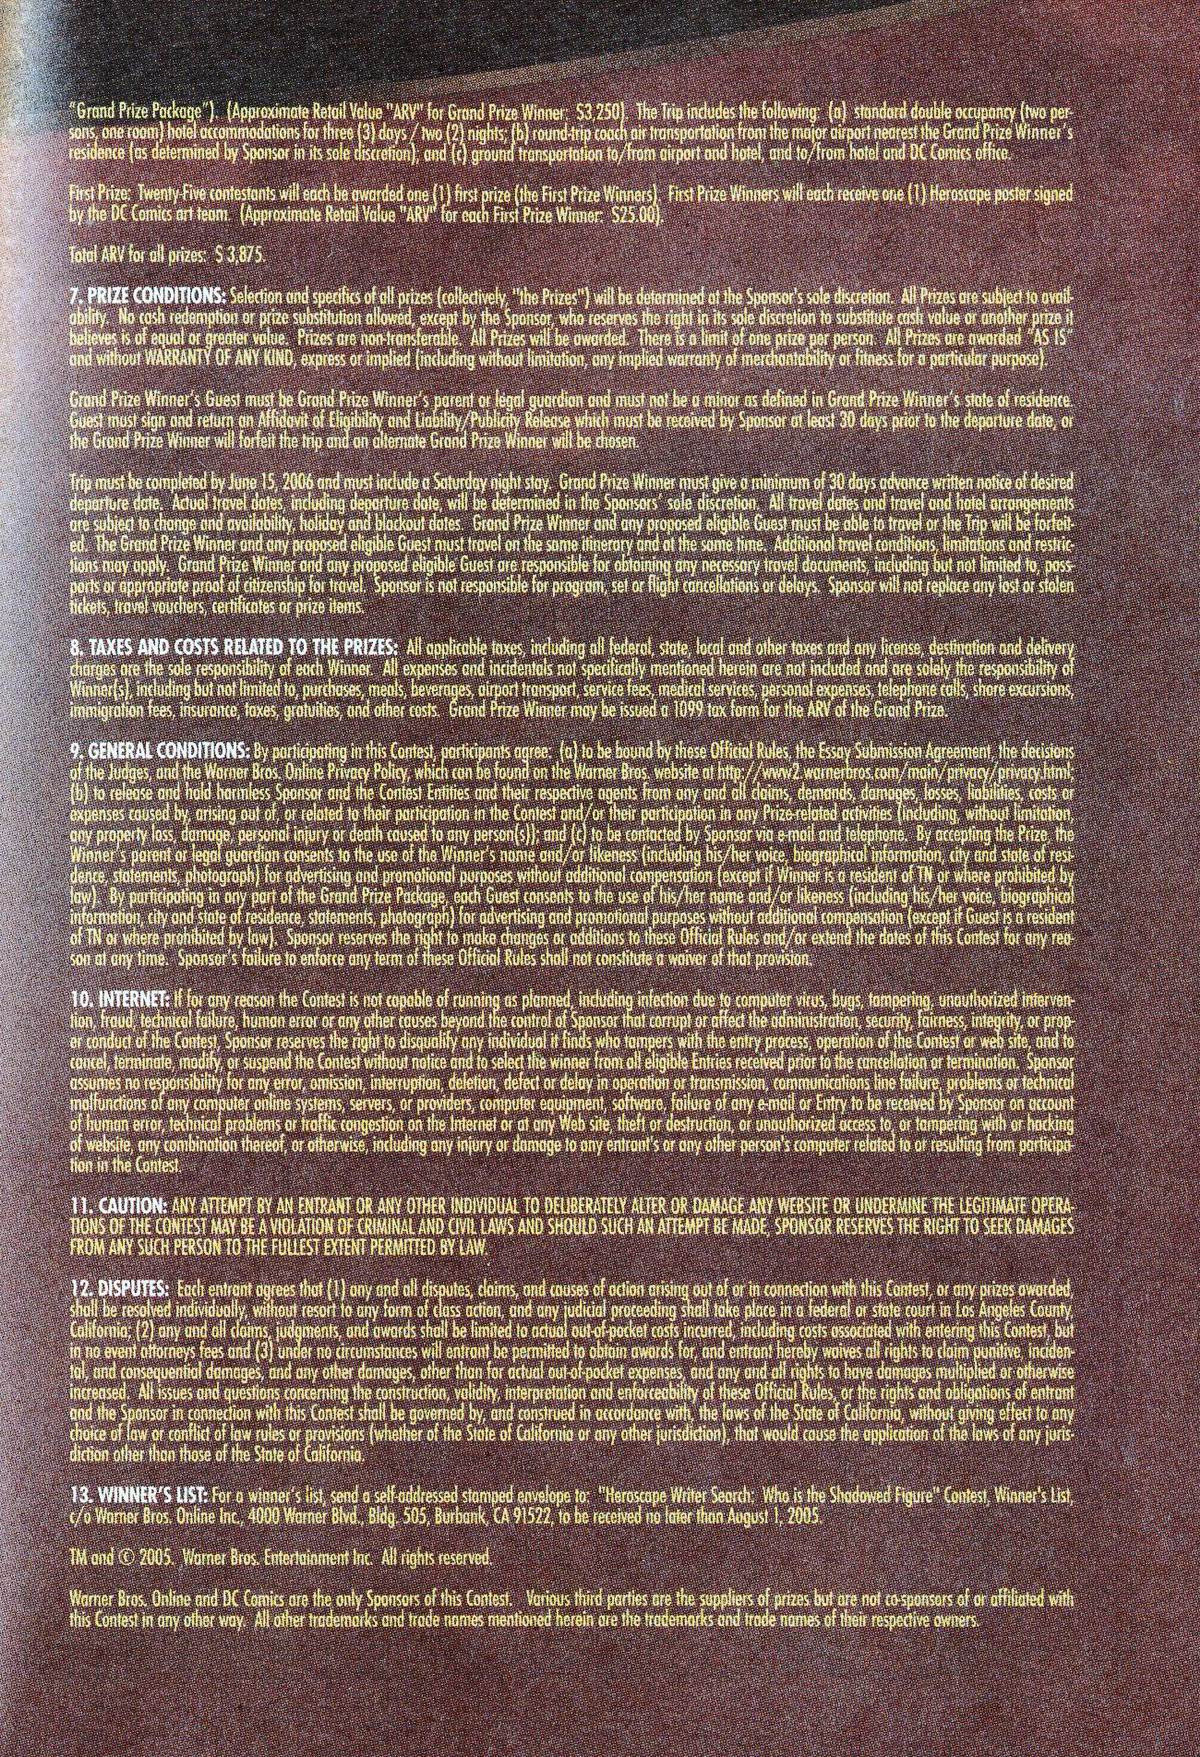 "Grand Prize Package"). (Approximate Retail Value "ARV" for Grand Prize Winner: $3,250). The Trip includes the following: (a). standard double occupancy (two per-
sons, one room) hotel accommodations for three (3) days / two (2) nights; (b) round-trip coach air transportation from the major airport nearest the Grand Prize Winner's
residence (as determined by Sponsor in its sole discretion), and (c) ground transportation to/from airport and hotel, and to/from hotel and DC Comics office.
First Prize: Twenty-Five contestants will each be awarded one (1) first prize (the First Prize Winners). First Prize Winners will each receive one (1) Heroscape poster signed
by the DC Comics art team. (Approximate Retail Value "ARV" for each First Prize Winner: $25.00).
Total ARV for all prizes: $ 3,875.
7. PRIZE CONDITIONS: Selection and specifics of all prizes (collectively, "the Prizes") will be determined at the Sponsor's sole discretion. All Prizes are subject to avail-
ability. No cash redemption or prize substitution allowed, except by the Sponsor, who reserves the right in its sole discretion to substitute cash value or another prize it
believes is of equal or greater value. Prizes are non-transferable. All Prizes will be awarded. There is a limit of one prize per person. All Prizes are awarded "AS IS"
and without WARRANTY OF ANY KIND, express or implied (including without limitation, any implied warranty of merchantability or fitness for a particular purpose).
Grand Prize Winner's Guest must be Grand Prize Winner's parent or legal guardian and must not be a minor as defined in Grand Prize Winner's state of residence.
Guest must sign and return an Affidavit of Eligibility and Liability/Publicity Release which must be received by Sponsor at least 30 days prior to the departure date, or
the Grand Prize Winner will forfeit the trip and an alternate Grand Prize Winner will be chosen.
Trip must be completed by June 15, 2006 and must include a Saturday night stay. Grand Prize Winner must give a minimum of 30 days advance written notice of desired
departure date. Actual travel dates, including departure date, will be determined in the Sponsors' sole discretion. All travel dates and travel and hotel arrangements
are subject to change and availability, holiday and blackout dates. Grand Prize Winner and any proposed eligible Guest must be able to travel or the Trip will be forfeit-
ed. The Grand Prize Winner and any proposed eligible Guest must travel on the same itinerary and at the same time. Additional travel conditions, limitations and restric-
tions may apply. Grand Prize Winner and any proposed eligible Guest are responsible for obtaining any necessary travel documents, including but not limited to, pass-
ports or appropriate proof of citizenship for travel. Sponsor is not responsible for program, set or flight cancellations or delays. Sponsor will not replace any lost or stolen
tickets, travel vouchers, certificates or prize items.
8. TAXES AND COSTS RELATED TO THE PRIZES: All applicable taxes, including all federal, state, local and other taxes and any license, destination and delivery
charges are the sole responsibility of each Winner. All expenses and incidentals not specifically mentioned herein are not included and are solely the responsibility of
Winner(s), including but not limited to, purchases, meals, beverages, airport transport, service fees, medical services, personal expenses, telephone calls, shore excursions,
immigration fees, insurance, taxes, gratuities, and other costs. Grand Prize Winner may be issued a 1099 tax form for the ARV of the Grand Prize.
9. GENERAL CONDITIONS: By participating in this Contest, participants agree: (a) to be bound by these Official Rules, the Essay Submission Agreement, the decisions
of the Judges, and the Warner Bros. Online Privacy Policy, which can be found on the Warner Bros. website at http://www2.warnerbros.com/main/privacy/privacy.html;
(b) to release and hold harmless Sponsor and the Contest Entities and their respective agents from any and all claims, demands, damages, losses, liabilities, costs or
expenses caused by, arising out of, or related to their participation in the Contest and/or their participation in any Prize-related activities (including, without limitation,
any property loss, damage, personal injury or death caused to any person(s)); and (c) to be contacted by Sponsor via e-mail and telephone. By accepting the Prize, the
Winner's parent or legal guardian consents to the use of the Winner's name and/or likeness (including his/her voice, biographical information, city and state of resi-
dence, statements, photograph) for advertising and promotional purposes without additional compensation (except if Winner is a resident of TN or where prohibited by
law). By participating in any part of the Grand Prize Package, each Guest consents to the use of his/her name and/or likeness (including his/her voice, biographical
information, city and state of residence, statements, photograph) for advertising and promotional purposes without additional compensation (except if Guest is a resident
of TN or where prohibited by law). Sponsor reserves the right to make changes or additions to these Official Rules and/or extend the dates of this Contest for any rea-
son at any time. Sponsor's failure to enforce any term of these Official Rules shall not constitute a waiver of that provision.
10. INTERNET: If for any reason the Contest is not capable of running as planned, including infection due to computer virus, bugs, tampering, unauthorized interven-
tion, fraud, technical failure, human error or any other causes beyond the control of Sponsor that corrupt or affect the administration, security, fairness, integrity, or prop-
er conduct of the Contest, Sponsor reserves the right to disqualify any individual it finds who tampers with the entry process, operation of the Contest or web site, and to
cancel, terminate, modify, or suspend the Contest without notice and to select the winner from all eligible Entries received prior to the cancellation or termination. Sponsor
assumes no responsibility for any error, omission, interruption, deletion, defect or delay in operation or transmission, communications line failure, problems or technical
malfunctions of any computer online systems, servers, or providers, computer equipment, software, failure of any e-mail or Entry to be received by Sponsor on account
of human error, technical problems or traffic congestion on the Internet or at any Web site, theft or destruction, or unauthorized access to, or tampering with or hacking
of website, any combination thereof, or otherwise, including any injury or damage to any entrant's or any other person's computer related to or resulting from participa-
tion in the Contest.
11. CAUTION: ANY ATTEMPT BY AN ENTRANT OR ANY OTHER INDIVIDUAL TO DELIBERATELY ALTER OR DAMAGE ANY WEBSITE OR UNDERMINE THE LEGITIMATE OPERA-
TIONS OF THE CONTEST MAY BE A VIOLATION OF CRIMINAL AND CIVIL LAWS AND SHOULD SUCH AN ATTEMPT BE MADE, SPONSOR RESERVES THE RIGHT TO SEEK DAMAGES
FROM ANY SUCH PERSON TO THE FULLEST EXTENT PERMITTED BY LAW.
12. DISPUTES: Each entrant agrees that (1) any and all disputes, claims, and causes of action arising out of or in connection with this Contest, or any prizes awarded,
shall be resolved individually, without resort to any form of class action, and any judicial proceeding shall take place in a federal or state court in Los Angeles County,
California; (2) any and all claims, judgments, and awards shall be limited to actual out-of-pocket costs incurred, including costs associated with entering this Contest, but
in no event attorneys fees and (3) under no circumstances will entrant be permitted to obtain awards for, and entrant hereby waives all rights to claim punitive, inciden-
tal, and consequential damages, and any other damages, other than for actual out-of-pocket expenses, and any and all rights to have damages multiplied or otherwise
increased. All issues and questions concerning the construction, validity, interpretation and enforceability of these Official Rules, or the rights and obligations of entrant
and the Sponsor in connection with this Contest shall be governed by, and construed in accordance with, the laws of the State of California, without giving effect to any
choice of law or conflict of law rules or provisions (whether of the State of California or any other jurisdiction), that would cause the application of the laws of any juris-
diction other than those of the State of California.
13. WINNER'S LIST: For a winner's list, send a self-addressed stamped envelope to: "Heroscape Writer Search: Who is the Shadowed Figure" Contest, Winner's List,
c/o Warner Bros. Online Inc., 4000 Warner Blvd., Bldg. 505, Burbank, CA 91522, to be received no later than August 1, 2005.
TM and © 2005. Warner Bros. Entertainment Inc. All rights reserved.
Warner Bros. Online and DC Comics are the only Sponsors of this Contest. Various third parties are the suppliers of prizes but are not co-sponsors of or affiliated with
this Contest in any other way. All other trademarks and trade names mentioned herein are the trademarks and trade names of their respective owners.